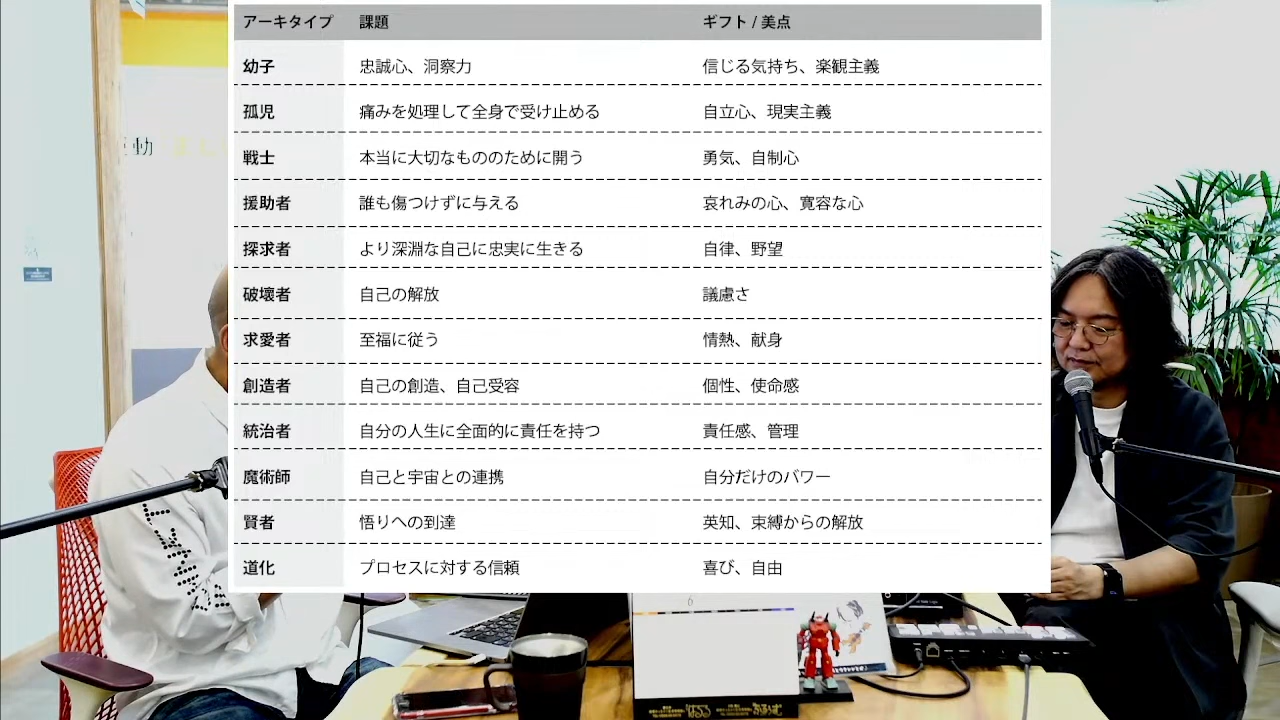 アーキタイプ 課題 ギフト / 美点
幼子 忠誠心、洞察力 信じる気持ち、楽観主義
孤児 痛みを処理して全身で受け止める 自立心、現実主義
戦士 本当に大切なもののために開う 勇気、自制心
援助者 誰も傷つけずに与える 哀れみの心、寛容な心
探求者 より深淵な自己に忠実に生きる 自律、野望
破壊者 自己の解放 議慮さ
求愛者 至福に従う 情熱、献身
創造者 自己の創造、自己受容 個性、使命感
統治者 自分の人生に全面的に責任を持つ 責任感、管理
魔術師 自己と宇宙との連携 自分だけのパワー
賢者 悟りへの到達 英知、束縛からの解放
道化 プロセスに対する信頼 喜び、自由
動